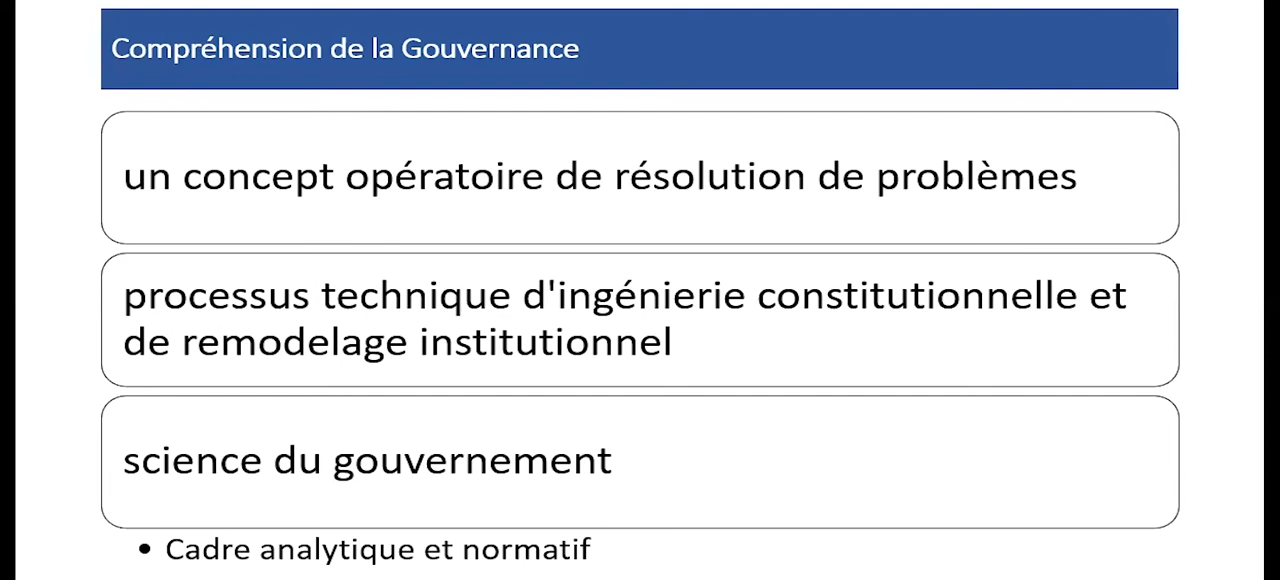 Compréhension de la Gouvernance
un concept opératoire de résolution de problèmes
processus technique d'ingénierie constitutionnelle et
de remodelage institutionnel
science du gouvernement
• Cadre analytique et normatif